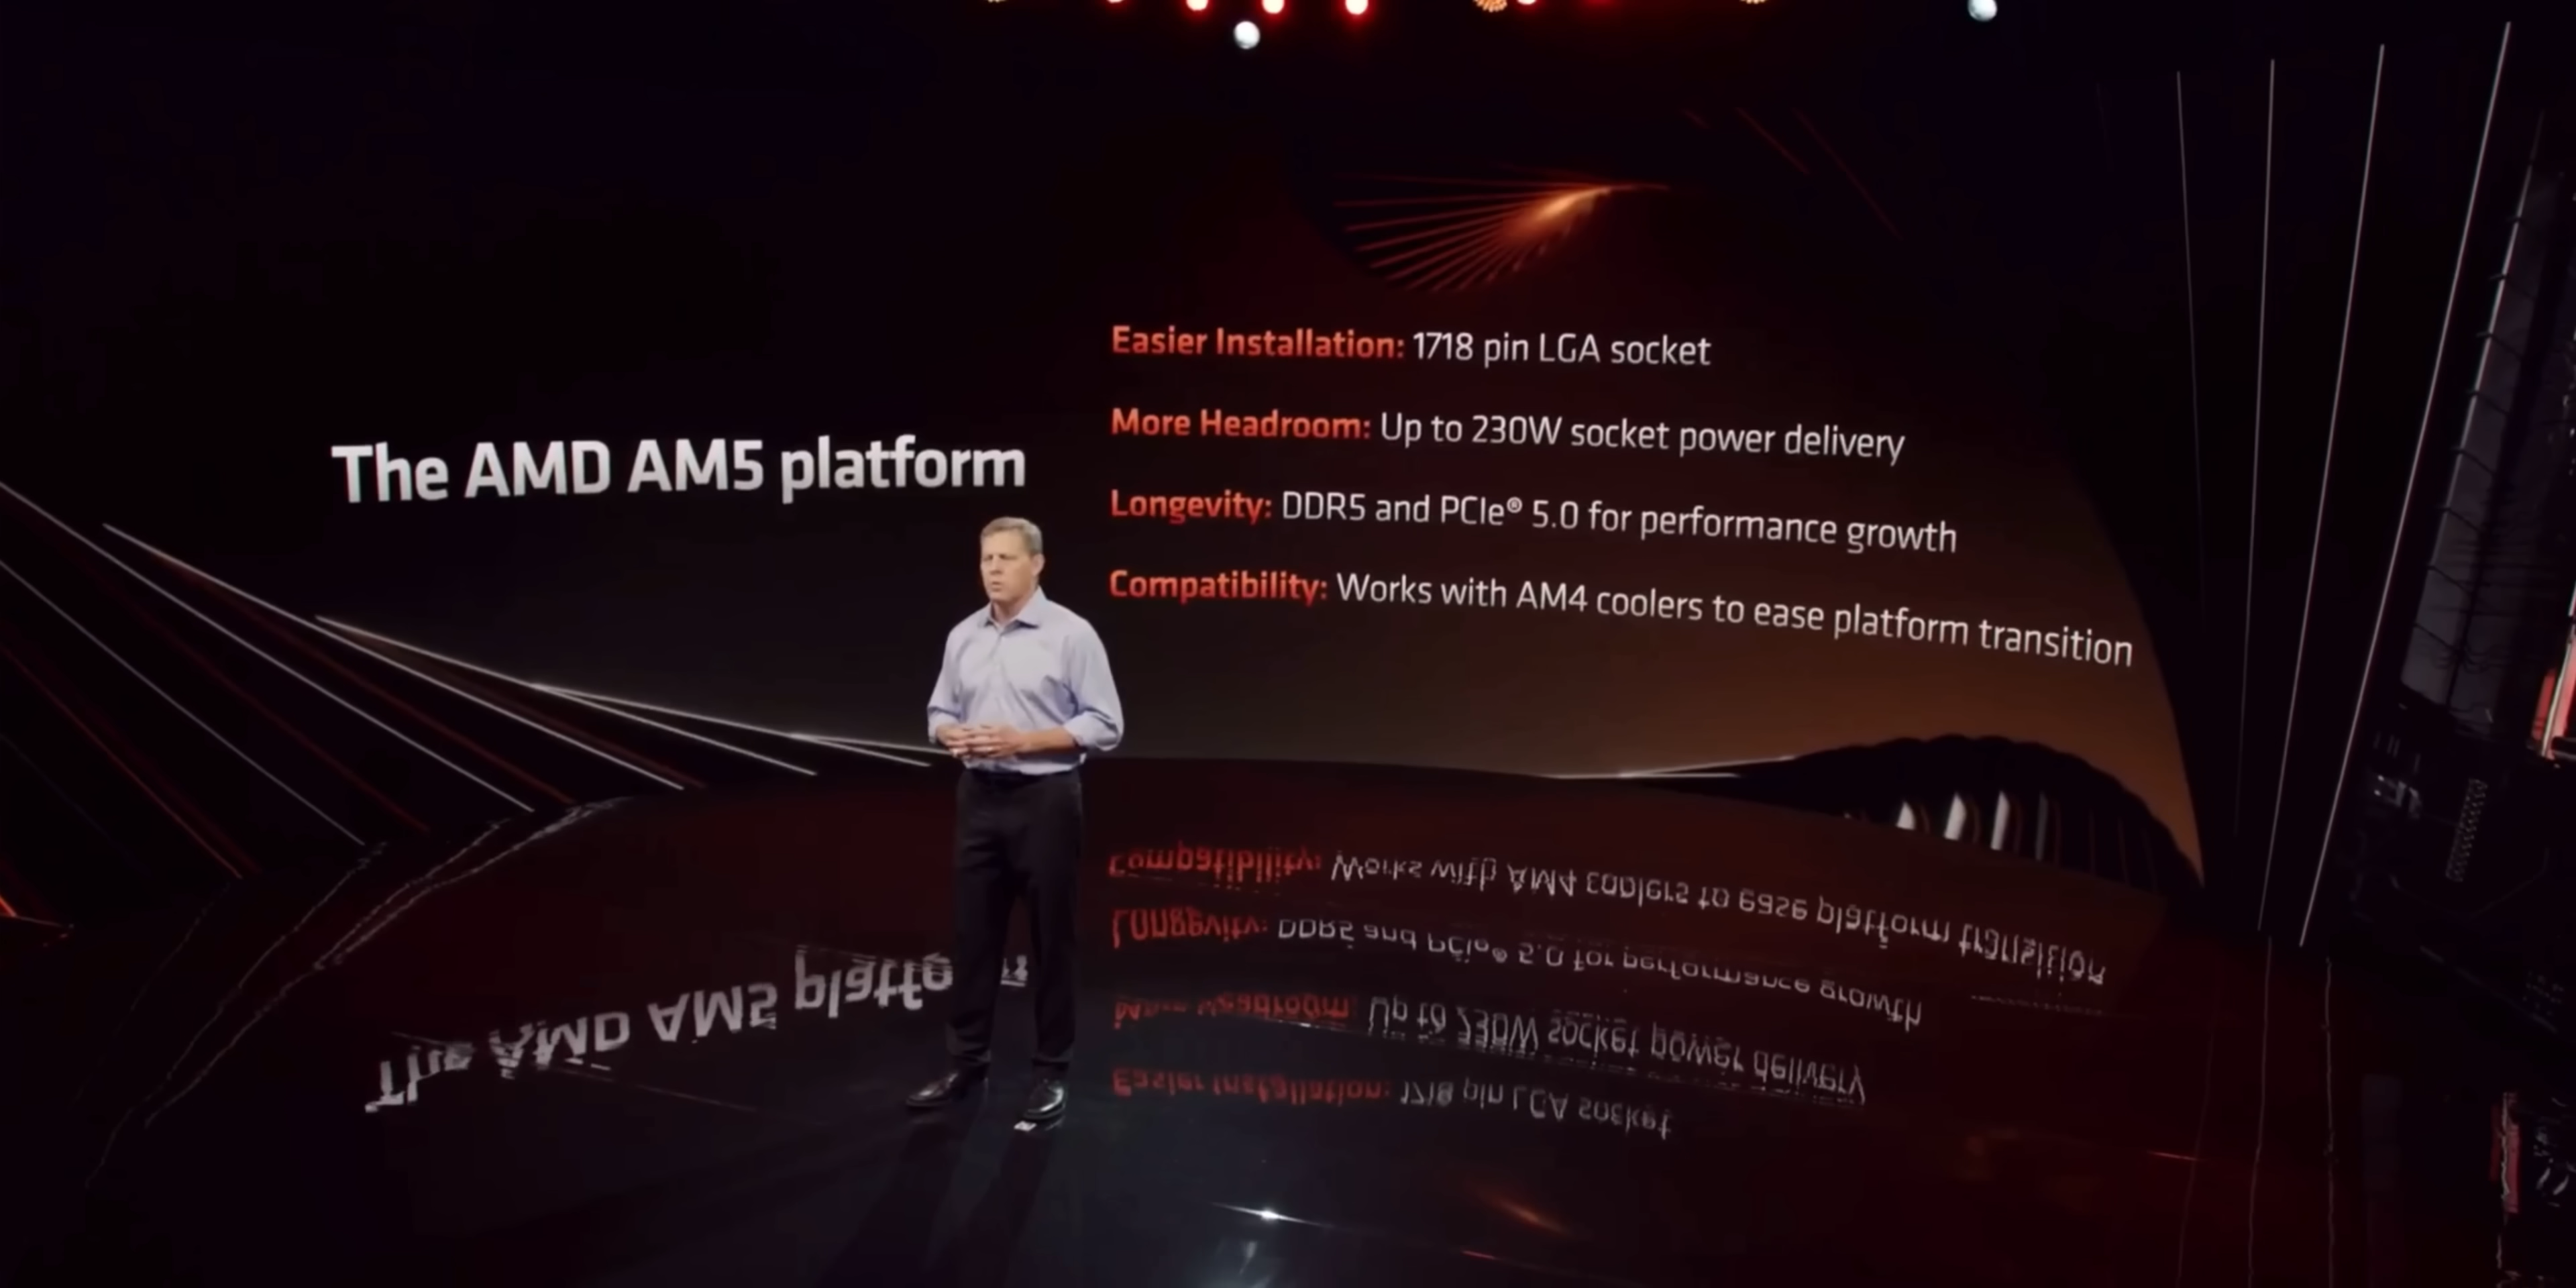 The AMD AM5 platform
Easier Installation: 1718 pin LGA socket
More Headroom: Up to 230W socket power delivery
Longevity: DDR5 and PCIe® 5.0 for performance growth
Compatibility: Works with AM4 coolers to ease platform transition